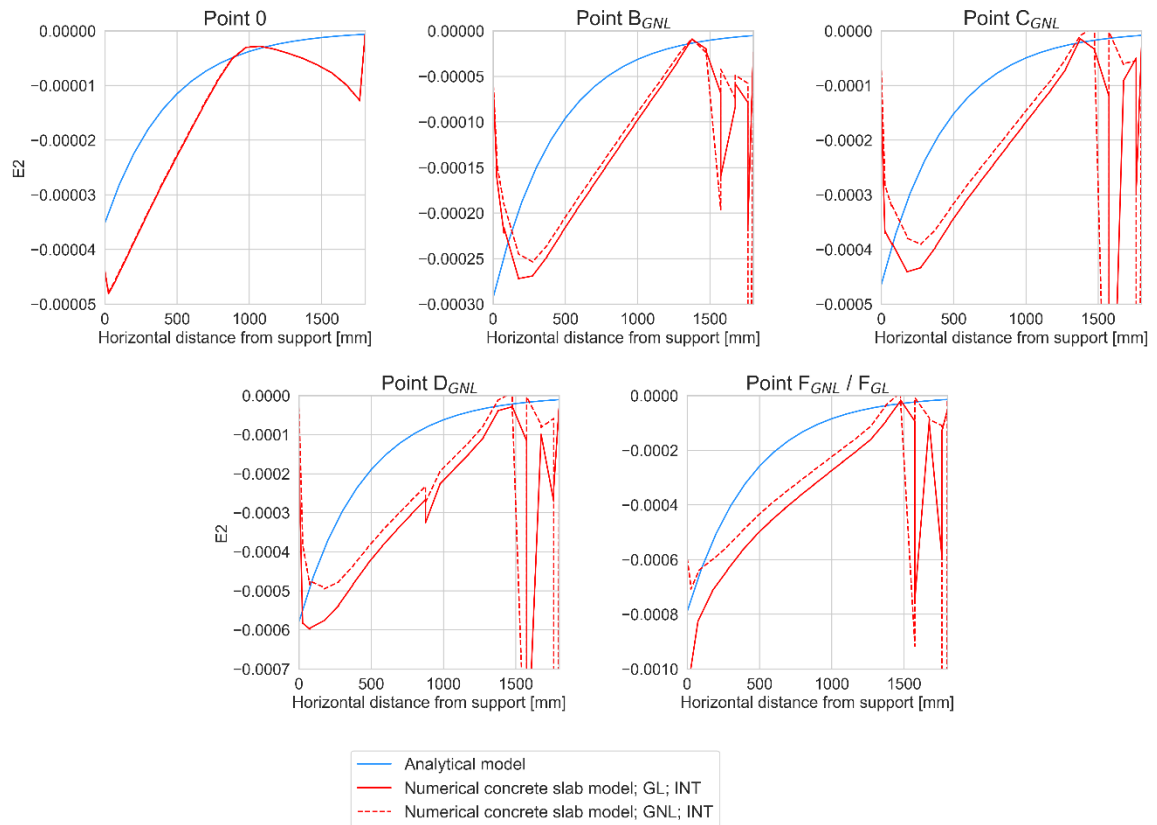 Point 0
0.00000
−0.00001
−0.00002
−0.00003
−0.00004
−0.00005
E2
0 500 1000 1500
Horizontal distance from support [mm]
Point B_GNL
0.00000
−0.00005
−0.00010
−0.00015
−0.00020
−0.00025
−0.00030
0 500 1000 1500
Horizontal distance from support [mm]
Point C_GNL
0.0000
−0.0001
−0.0002
−0.0003
−0.0004
−0.0005
0 500 1000 1500
Horizontal distance from support [mm]
Point D_GNL
0.0000
−0.0001
−0.0002
−0.0003
−0.0004
−0.0005
−0.0006
−0.0007
E2
0 500 1000 1500
Horizontal distance from support [mm]
Point F_GNL / F_GL
0.0000
−0.0002
−0.0004
−0.0006
−0.0008
−0.0010
0 500 1000 1500
Horizontal distance from support [mm]
Analytical model
Numerical concrete slab model; GL; INT
Numerical concrete slab model; GNL; INT